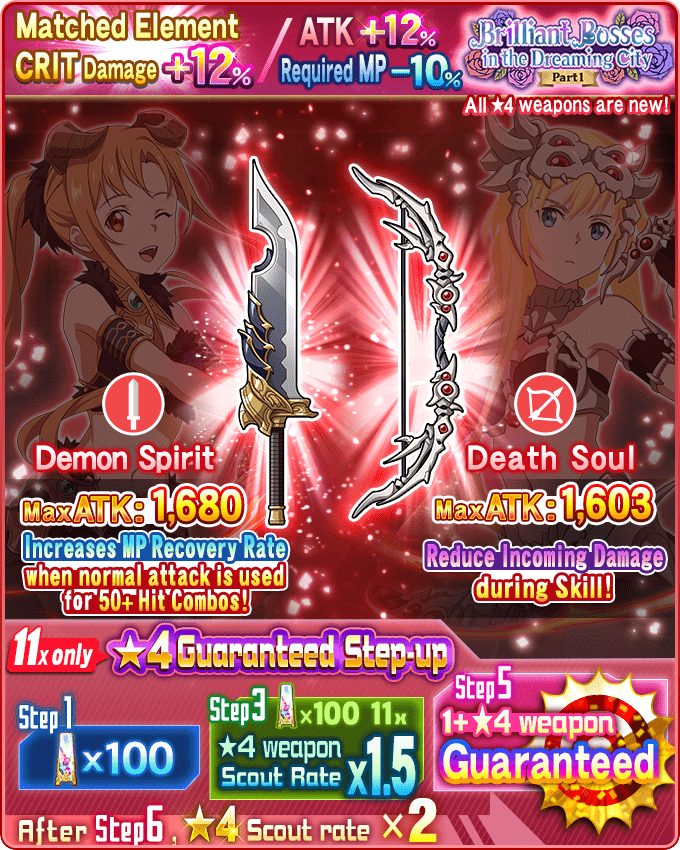 Matched Element
CRIT Damage +12%
ATK +12%
Required MP -10%
Brilliant Bosses
in the Dreaming City
Part1
All ★4 weapons are new!
Demon Spirit
Max ATK: 1,680
Increases MP Recovery Rate
when normal attack is used
for 50+ Hit Combos!
Death Soul
Max ATK: 1,603
Reduce Incoming Damage
during Skill!
11x only ★4 Guaranteed Step-up
Step 1
×100
Step3 ×100 11x
★4 weapon
Scout Rate x1.5
Step5
1+★4 weapon
Guaranteed
After Step6, ★4 Scout rate ×2